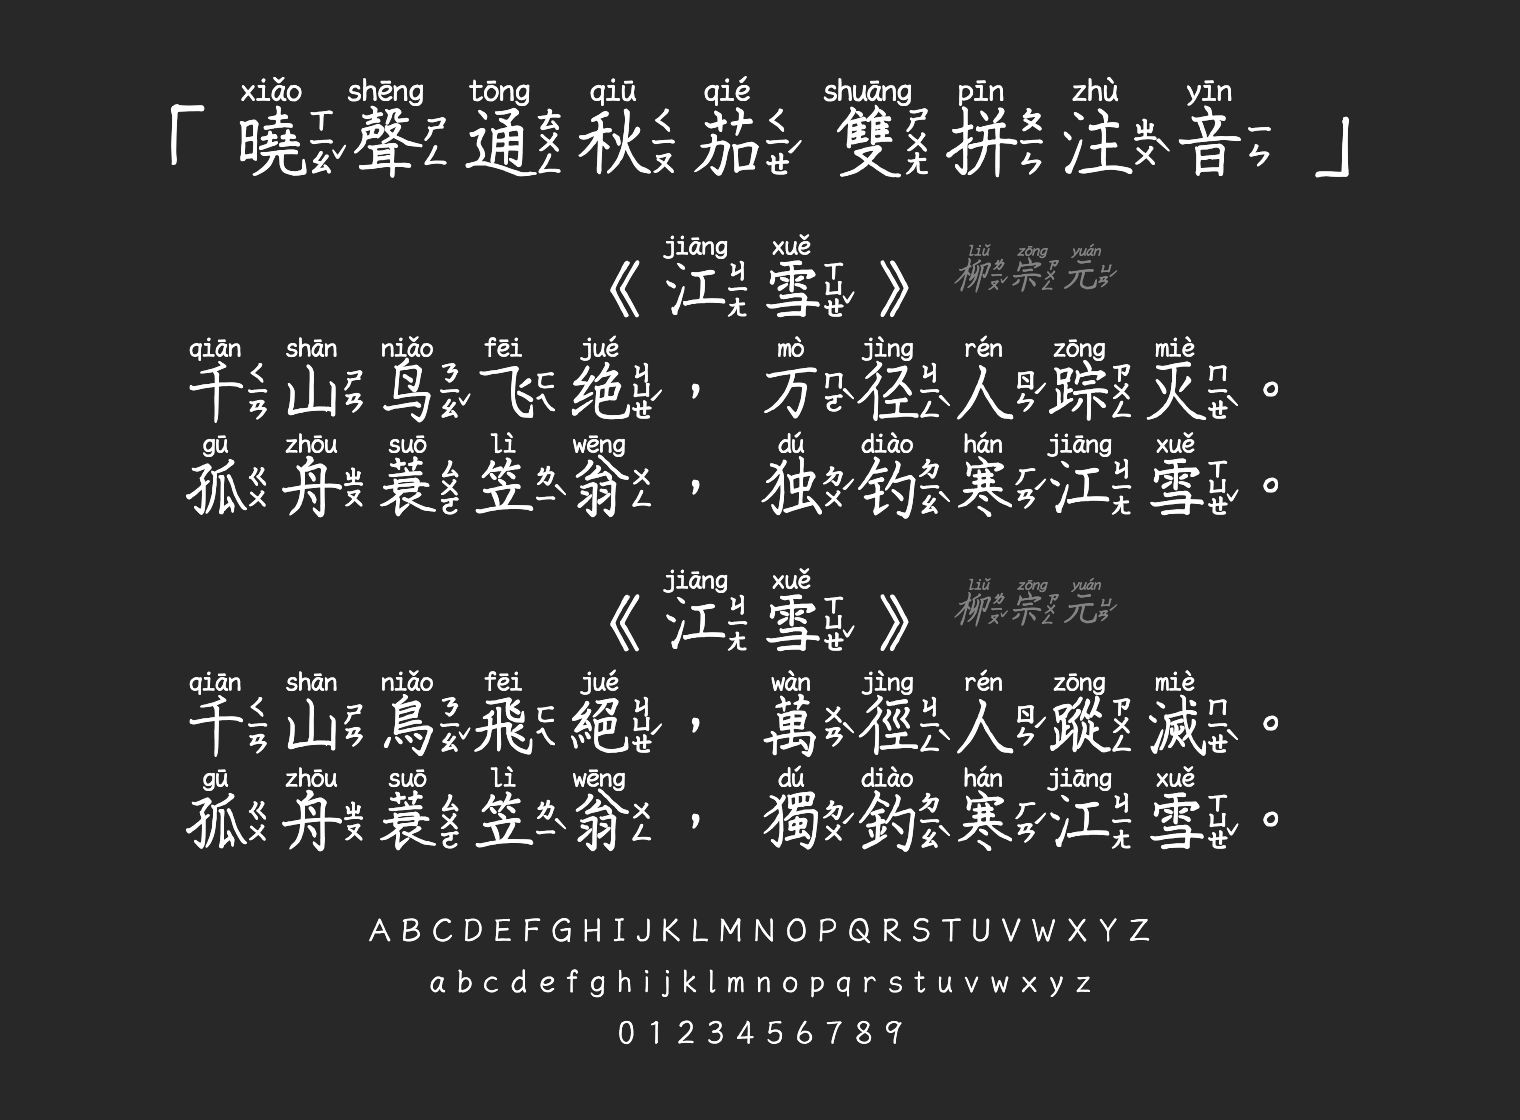 xiǎo shēng tōng qiū qié shuāng pīn zhù yīn
「曉ㄒㄧㄠˇ聲ㄕㄥ通ㄊㄨㄥ秋ㄑㄧㄡ茄ㄑㄧㄝˊ雙ㄕㄨㄤ拼ㄆㄧㄣ注ㄓㄨˋ音ㄧㄣ」
jiāng xuě liǔ zōng yuán
《江ㄐㄧㄤ雪ㄒㄩㄝˇ》柳ㄌㄧㄡˇ宗ㄗㄨㄥ元ㄩㄢˊ
qiān shān niǎo fēi jué mò jìng rén zōng miè
千ㄑㄧㄢ山ㄕㄢ鸟ㄋㄧㄠˇ飞ㄈㄟ绝ㄐㄩㄝˊ，万ㄇㄛˋ径ㄐㄧㄥˋ人ㄖㄣˊ踪ㄗㄨㄥ灭ㄇㄧㄝˋ。
gū zhōu suō lì wēng dú diào hán jiāng xuě
孤ㄍㄨ舟ㄓㄡ蓑ㄙㄨㄛ笠ㄌㄧˋ翁ㄨㄥ，独ㄉㄨˊ钓ㄉㄧㄠˋ寒ㄏㄢˊ江ㄐㄧㄤ雪ㄒㄩㄝˇ。
jiāng xuě liǔ zōng yuán
《江ㄐㄧㄤ雪ㄒㄩㄝˇ》柳ㄌㄧㄡˇ宗ㄗㄨㄥ元ㄩㄢˊ
qiān shān niǎo fēi jué wàn jìng rén zōng miè
千ㄑㄧㄢ山ㄕㄢ鳥ㄋㄧㄠˇ飛ㄈㄟ絕ㄐㄩㄝˊ，萬ㄨㄢˋ徑ㄐㄧㄥˋ人ㄖㄣˊ蹤ㄗㄨㄥ滅ㄇㄧㄝˋ。
gū zhōu suō lì wēng dú diào hán jiāng xuě
孤ㄍㄨ舟ㄓㄡ蓑ㄙㄨㄛ笠ㄌㄧˋ翁ㄨㄥ，獨ㄉㄨˊ釣ㄉㄧㄠˋ寒ㄏㄢˊ江ㄐㄧㄤ雪ㄒㄩㄝˇ。
A B C D E F G H I J K L M N O P Q R S T U V W X Y Z
a b c d e f g h i j k l m n o p q r s t u v w x y z
0 1 2 3 4 5 6 7 8 9